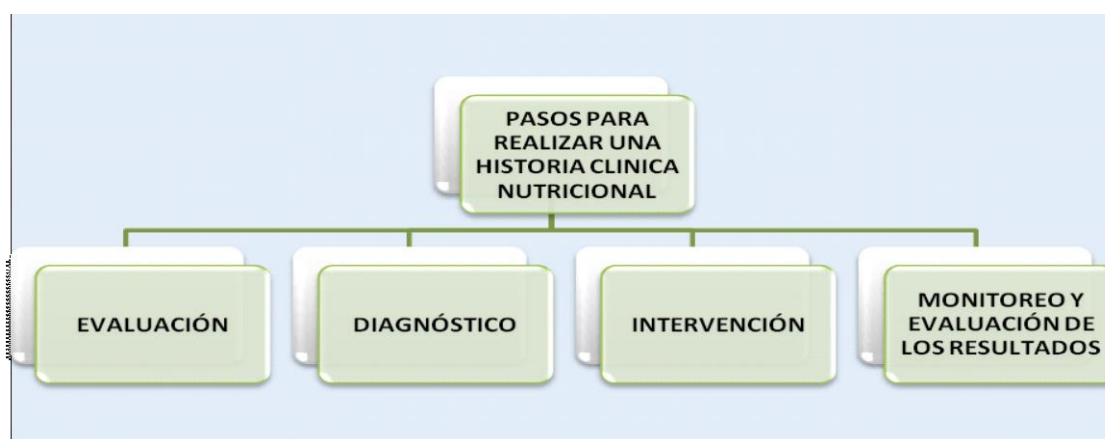 PASOS PARA
REALIZAR UNA
HISTORIA CLINICA
NUTRICIONAL
EVALUACIÓN
DIAGNÓSTICO
INTERVENCIÓN
MONITOREO Y
EVALUACIÓN DE
LOS RESULTADOS